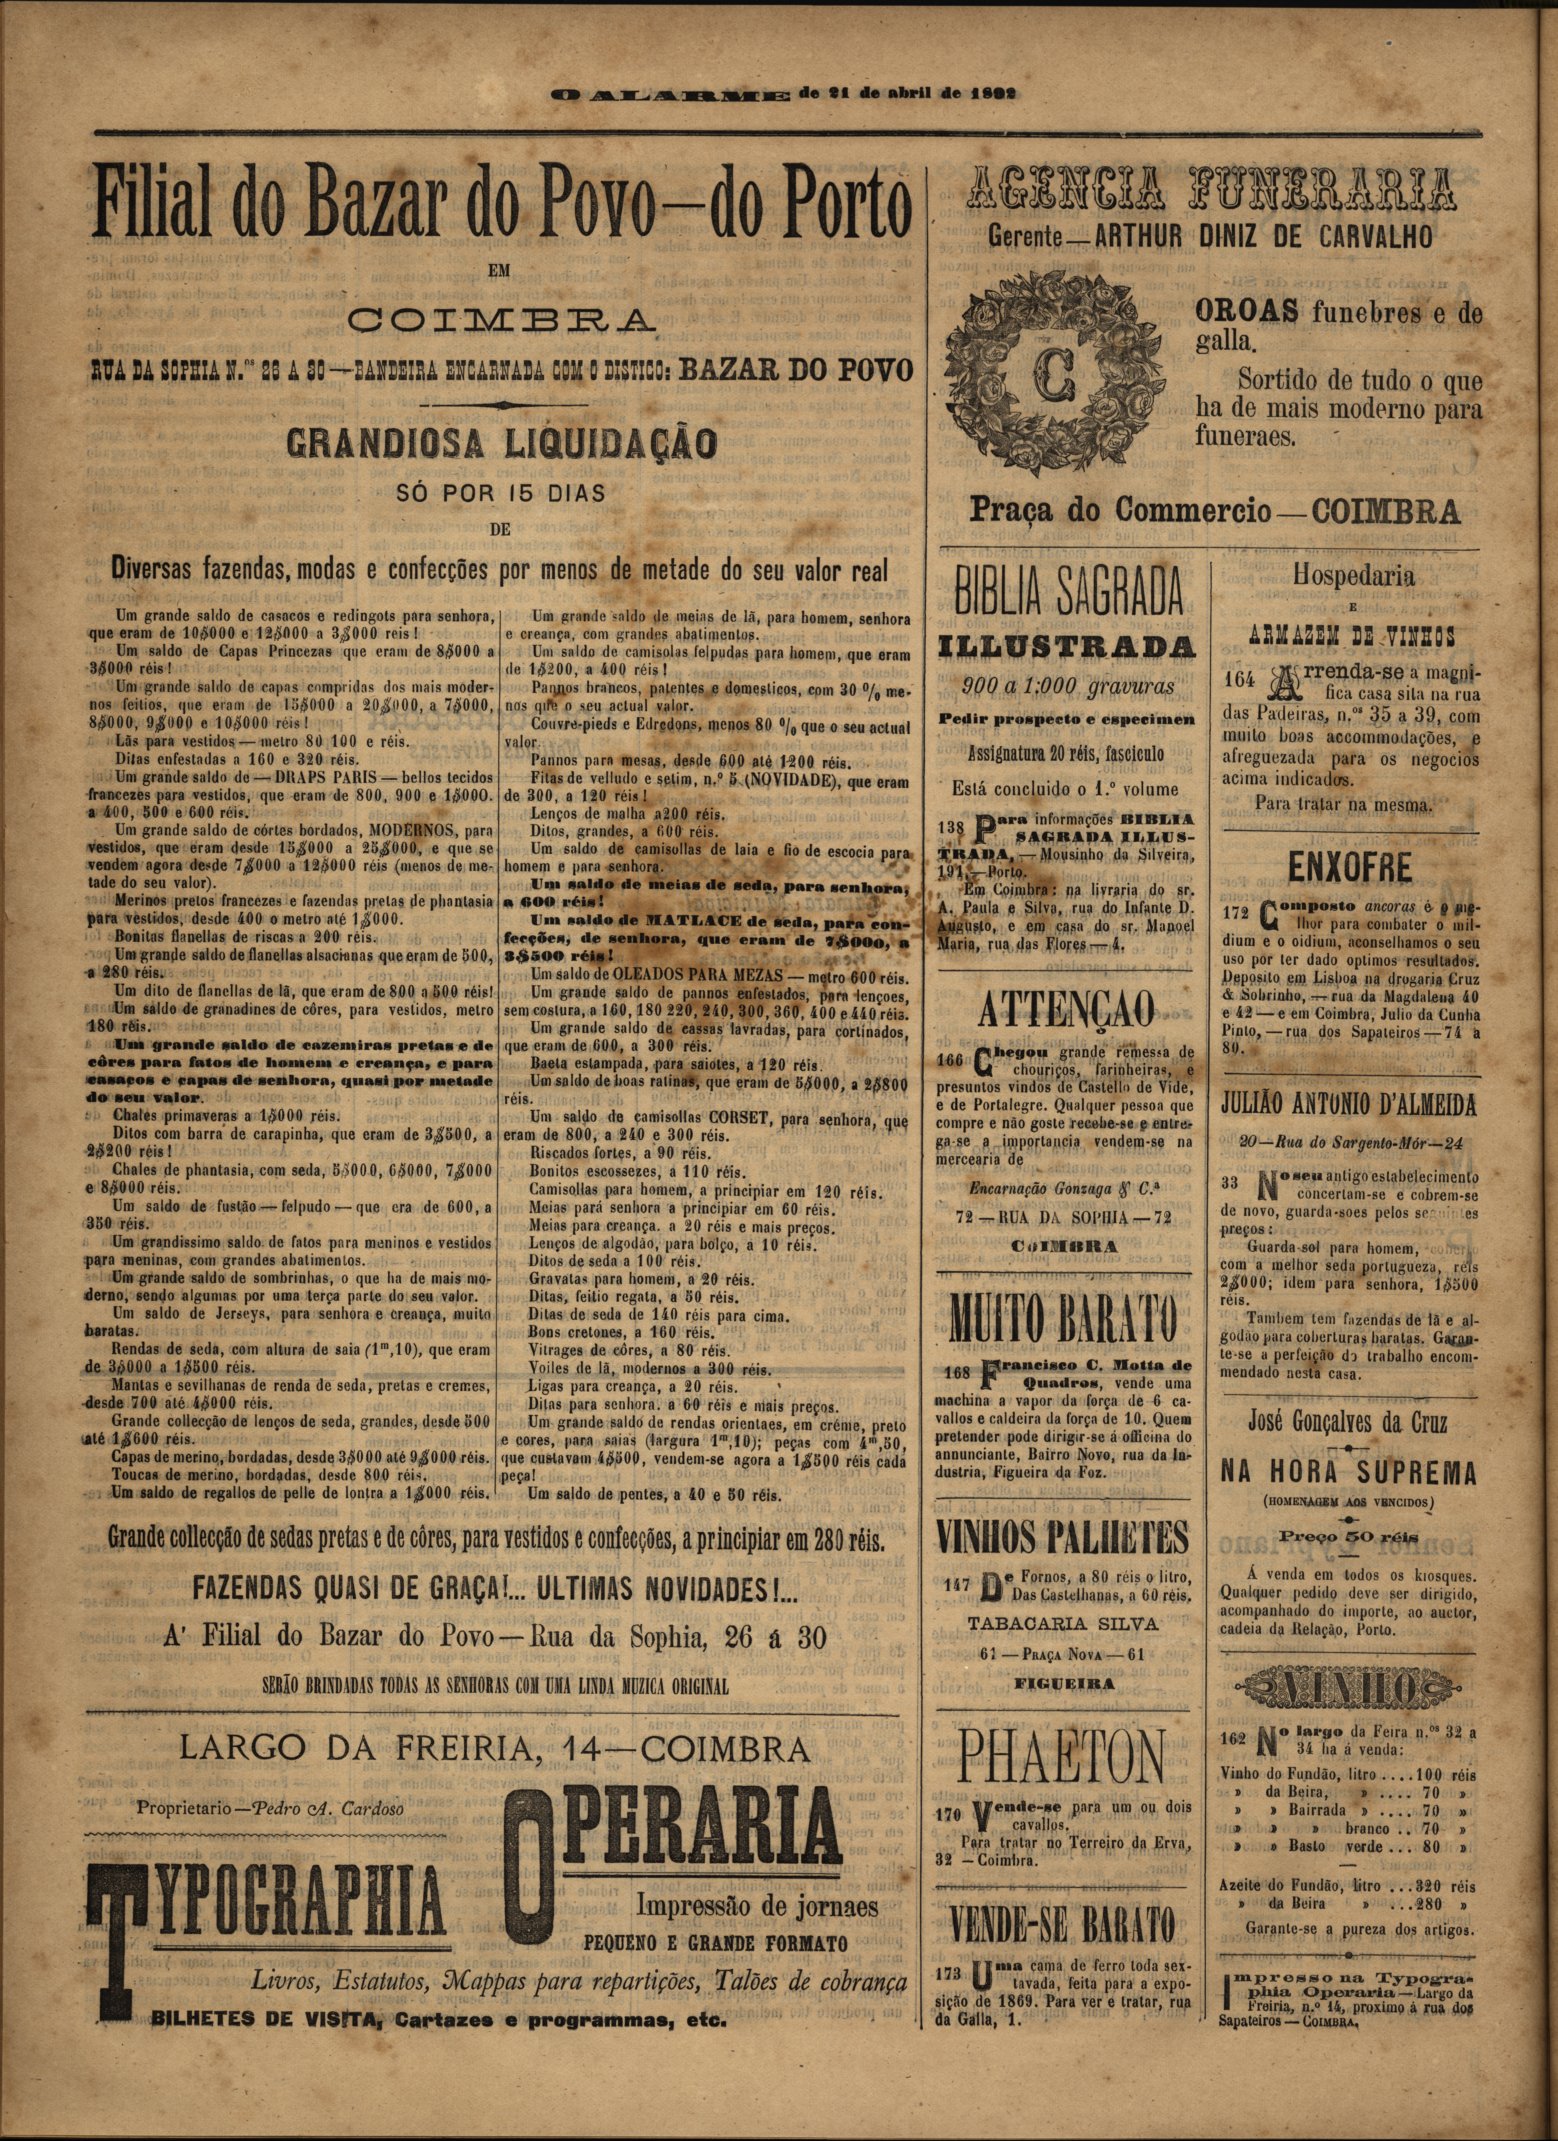 O ALARME de 21 de abril de 1892
Filial do Bazar do Povo—do Porto
EM
COIMBRA
RUA DA SOPHIA N.os 26 A 30—BANDEIRA ENCARNADA COM O DISTICO: BAZAR DO POVO
GRANDIOSA LIQUIDAÇÃO
SÓ POR 15 DIAS
DE
Diversas fazendas, modas e confecções por menos de metade do seu valor real
Um grande saldo de casacos e redingots para senhora,
que eram de 10$000 e 12$000 a 3$000 reis!
Um saldo de Capas Princezas que eram de 8$000 a
3$000 réis!
Um grande saldo de capas compridas dos mais moder-
nos feitios, que eram de 15$000 a 20$000, a 7$000,
8$000, 9$000 e 10$000 réis!
Lãs para vestidos — metro 80 100 e réis.
Ditas enfestadas a 160 e 320 réis.
Um grande saldo de — DRAPS PARIS — bellos tecidos
francezes para vestidos, que eram de 800, 900 e 1$000.
a 400, 500 e 600 réis.
Um grande saldo de córtes bordados, MODERNOS, para
vestidos, que eram desde 15$000 a 25$000, e que se
vendem agora desde 7$000 a 12$000 réis (menos de me-
tade do seu valor).
Merinos pretos francezes e fazendas pretas de phantasia
para vestidos, desde 400 o metro até 1$000.
Bonitas flanellas de riscas a 200 réis.
Um grande saldo de flanellas alsacianas que eram de 500,
a 280 réis.
Um dito de flanellas de lã, que eram de 800 a 500 réis!
Um saldo de granadines de côres, para vestidos, metro
180 réis.
Um grande saldo de cazemiras pretas e de
côres para fatos de homem e creança, e para
casacos e capas de senhora, quasi por metade
do seu valor.
Chales primaveras a 1$000 réis.
Ditos com barra de carapinha, que eram de 3$500, a
2$200 réis!
Chales de phantasia, com seda, 5$000, 6$000, 7$000
e 8$000 réis.
Um saldo de fustão — felpudo — que era de 600, a
350 réis.
Um grandissimo saldo de fatos para meninos e vestidos
para meninas, com grandes abatimentos.
Um grande saldo de sombrinhas, o que ha de mais mo-
derno, sendo algumas por uma terça parte do seu valor.
Um saldo de Jerseys, para senhora e creança, muito
baratas.
Rendas de seda, com altura de saia (1m,10), que eram
de 3$000 a 1$500 réis.
Mantas e sevilhanas de renda de seda, pretas e cremes,
desde 700 até 4$000 réis.
Grande collecção de lenços de seda, grandes, desde 500
até 1$600 réis.
Capas de merino, bordadas, desde 3$000 até 9$000 réis.
Toucas de merino, bordadas, desde 800 réis.
Um saldo de regallos de pelle de lontra a 1$000 réis.
Um grande saldo de meias de lã, para homem, senhora
e creança, com grandes abatimentos.
Um saldo de camisolas felpudas para homem, que eram
de 1$200, a 400 réis!
Pannos brancos, patentes e domesticos, com 30 % me-
nos que o seu actual valor.
Couvre-pieds e Edredons, menos 80 % que o seu actual
valor.
Pannos para mesas, desde 600 até 1200 réis.
Fitas de velludo e setim, n.º 5 (NOVIDADE), que eram
de 300, a 120 réis!
Lenços de malha a 200 réis.
Ditos, grandes, a 600 réis.
Um saldo de camisollas de laia e fio de escocia para
homem e para senhora.
Um saldo de meias de seda, para senhora,
a 600 réis!
Um saldo de MATLACE de seda, para con-
fecções, de senhora, que eram de 7$000, a
3$500 réis!
Um saldo de OLEADOS PARA MEZAS — metro 600 réis.
Um grande saldo de pannos enfestados, para lençoes,
sem costura, a 160, 180 220, 240, 300, 360, 400 e 440 réis.
Um grande saldo de cassas lavradas, para cortinados,
que eram de 600, a 300 réis.
Baeta estampada, para saiotes, a 120 réis.
Um saldo de boas ratinas, que eram de 5$000, a 2$800
réis.
Um saldo de camisollas CORSET, para senhora, que
eram de 800, a 240 e 300 réis.
Riscados fortes, a 90 réis.
Bonitos escossezes, a 110 réis.
Camisollas para homem, a principiar em 120 réis.
Meias pará senhora a principiar em 60 réis.
Meias para creança. a 20 réis e mais preços.
Lenços de algodão, para bolço, a 10 réis.
Ditos de seda a 100 réis.
Gravatas para homem, a 20 réis.
Ditas, feitio regata, a 50 réis.
Ditas de seda de 140 réis para cima.
Bons cretones, a 160 réis.
Vitrages de côres, a 80 réis.
Voiles de lã, modernos a 300 réis.
Ligas para creança, a 20 réis.
Ditas para senhora. a 60 réis e mais preços.
Um grande saldo de rendas orientaes, em créme, preto
e cores, para saias (largura 1m,10); peças com 4m,50,
que custavam 4$500, vendem-se agora a 1$500 réis cada
peça!
Um saldo de pentes, a 40 e 50 réis.
Grande collecção de sedas pretas e de côres, para vestidos e confecções, a principiar em 280 réis.
FAZENDAS QUASI DE GRAÇA!... ULTIMAS NOVIDADES!...
A' Filial do Bazar do Povo — Rua da Sophia, 26 á 30
SERÃO BRINDADAS TODAS AS SENHORAS COM UMA LINDA MUZICA ORIGINAL
LARGO DA FREIRIA, 14—COIMBRA
Proprietario—Pedro A. Cardoso
TYPOGRAPHIA
OPERARIA
Impressão de jornaes
PEQUENO E GRANDE FORMATO
Livros, Estatutos, Mappas para repartições, Talões de cobrança
BILHETES DE VISITA, Cartazes e programmas, etc.
AGENCIA FUNERARIA
Gerente — ARTHUR DINIZ DE CARVALHO
C
OROAS funebres e de
galla.
Sortido de tudo o que
ha de mais moderno para
funeraes.
Praça do Commercio — COIMBRA
BIBLIA SAGRADA
ILLUSTRADA
900 a 1:000 gravuras
Pedir prospecto e especimen
Assignatura 20 réis, fasciculo
Está concluido o 1.º volume
138 Para informações BIBLIA
SAGRADA ILLUS-
TRADA, — Mousinho da Silveira,
191,—Porto.
Em Coimbra: na livraria do sr.
A. Paula e Silva, rua do Infante D.
Augusto, e em casa do sr. Manoel
Maria, rua das Flores — 4.
ATTENÇAO
166 Chegou grande remessa de
chouriços, farinheiras, e
presuntos vindos de Castello de Vide,
e de Portalegre. Qualquer pessoa que
compre e não goste recebe-se e entre-
ga-se a importancia vendem-se na
mercearia de
Encarnação Gonzaga & C.ª
72 — RUA DA SOPHIA — 72
COIMBRA
MUITO BARATO
168 Francisco C. Motta de
Quadros, vende uma
machina a vapor da força de 6 ca-
vallos e caldeira da força de 10. Quem
pretender pode dirigir-se á officina do
annunciante, Bairro Novo, rua da In-
dustria, Figueira da Foz.
VINHOS PALHETES
147 De Fornos, a 80 réis o litro,
Das Castelhanas, a 60 réis.
TABACARIA SILVA
61 — PRAÇA NOVA — 61
FIGUEIRA
PHAETON
170 Vende-se para um ou dois
cavallos.
Para tratar no Terreiro da Erva,
32 — Coimbra.
VENDE-SE BARATO
173 Uma cama de ferro toda sex-
tavada, feita para a expo-
sição de 1869. Para ver e tratar, rua
da Galla, 1.
Hospedaria
E
ARMAZEM DE VINHOS
164 Arrenda-se a magni-
fica casa sita na rua
das Padeiras, n.os 35 a 39, com
muito boas accommodações, e
afreguezada para os negocios
acima indicados.
Para tratar na mesma.
ENXOFRE
172 Composto ancoras é o me-
lhor para combater o mil-
dium e o oidium, aconselhamos o seu
uso por ter dado optimos resultados.
Deposito em Lisboa na drogaria Cruz
& Sobrinho, — rua da Magdalena 40
e 42 — e em Coimbra, Julio da Cunha
Pinto, — rua dos Sapateiros — 74 a
80.
JULIÃO ANTONIO D'ALMEIDA
20—Rua do Sargento-Mór—24
33 No seu antigo estabelecimento
concertam-se e cobrem-se
de novo, guarda-soes pelos seguintes
preços:
Guarda-sol para homem, coberto
com a melhor seda portugueza, réis
2$000; idem para senhora, 1$500
réis.
Tambem tem fazendas de lã e al-
godão para coberturas baratas. Garan-
te-se a perfeição do trabalho encom-
mendado nesta casa.
José Gonçalves da Cruz
NA HORA SUPREMA
(HOMENAGEM AOS VENCIDOS)
Preço 50 réis
Á venda em todos os kiosques.
Qualquer pedido deve ser dirigido,
acompanhado do importe, ao auctor,
cadeia da Relação, Porto.
VINHO
162 No largo da Feira n.os 32 a
34 ha á venda:
Vinho do Fundão, litro .... 100 réis
» da Beira, » .... 70 »
» » Bairrada » .... 70 »
» » » branco .. 70 »
» » Basto verde ... 80 »
Azeite do Fundão, litro ... 320 réis
» da Beira » ... 280 »
Garante-se a pureza dos artigos.
Impresso na Typogra-
phia Operaria — Largo da
Freiria, n.º 14, proximo á rua dos
Sapateiros — COIMBRA.